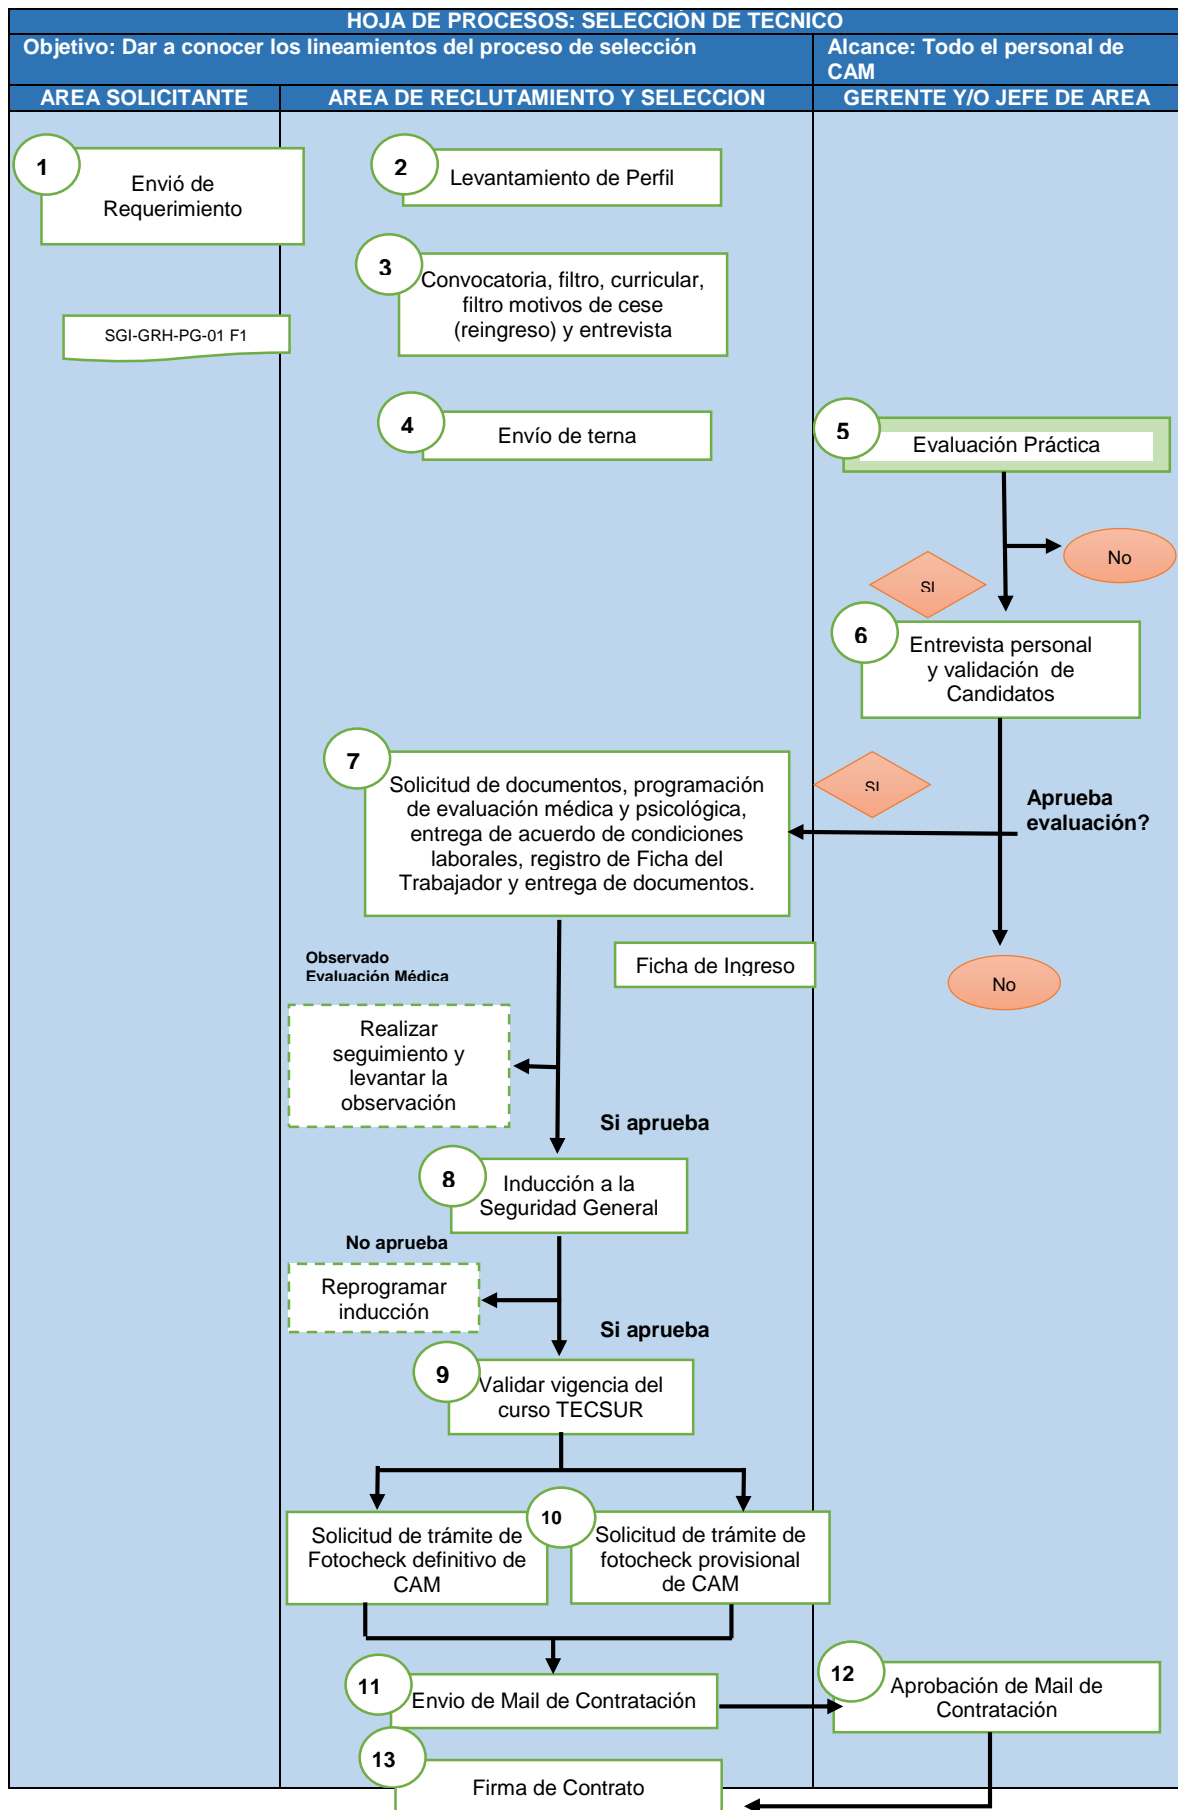 HOJA DE PROCESOS: SELECCIÓN DE TECNICO
Objetivo: Dar a conocer los lineamientos del proceso de selección
Alcance: Todo el personal de
CAM
AREA SOLICITANTE
AREA DE RECLUTAMIENTO Y SELECCION
GERENTE Y/O JEFE DE AREA
1
Envió de
Requerimiento
2
Levantamiento de Perfil
3
Convocatoria, filtro, curricular,
filtro motivos de cese
(reingreso) y entrevista
SGI-GRH-PG-01 F1
4
Envío de terna
5
Evaluación Práctica
No
SI
6
Entrevista personal
y validación de
Candidatos
7
Solicitud de documentos, programación
de evaluación médica y psicológica,
entrega de acuerdo de condiciones
laborales, registro de Ficha del
Trabajador y entrega de documentos.
SI
Aprueba
evaluación?
Observado
Evaluación Médica
Ficha de Ingreso
No
Realizar
seguimiento y
levantar la
observación
Si aprueba
8
Inducción a la
Seguridad General
No aprueba
Reprogramar
inducción
Si aprueba
9
Validar vigencia del
curso TECSUR
10
Solicitud de trámite de
Fotocheck definitivo de
CAM
Solicitud de trámite de
fotocheck provisional
de CAM
11
Envio de Mail de Contratación
12
Aprobación de Mail de
Contratación
13
Firma de Contrato